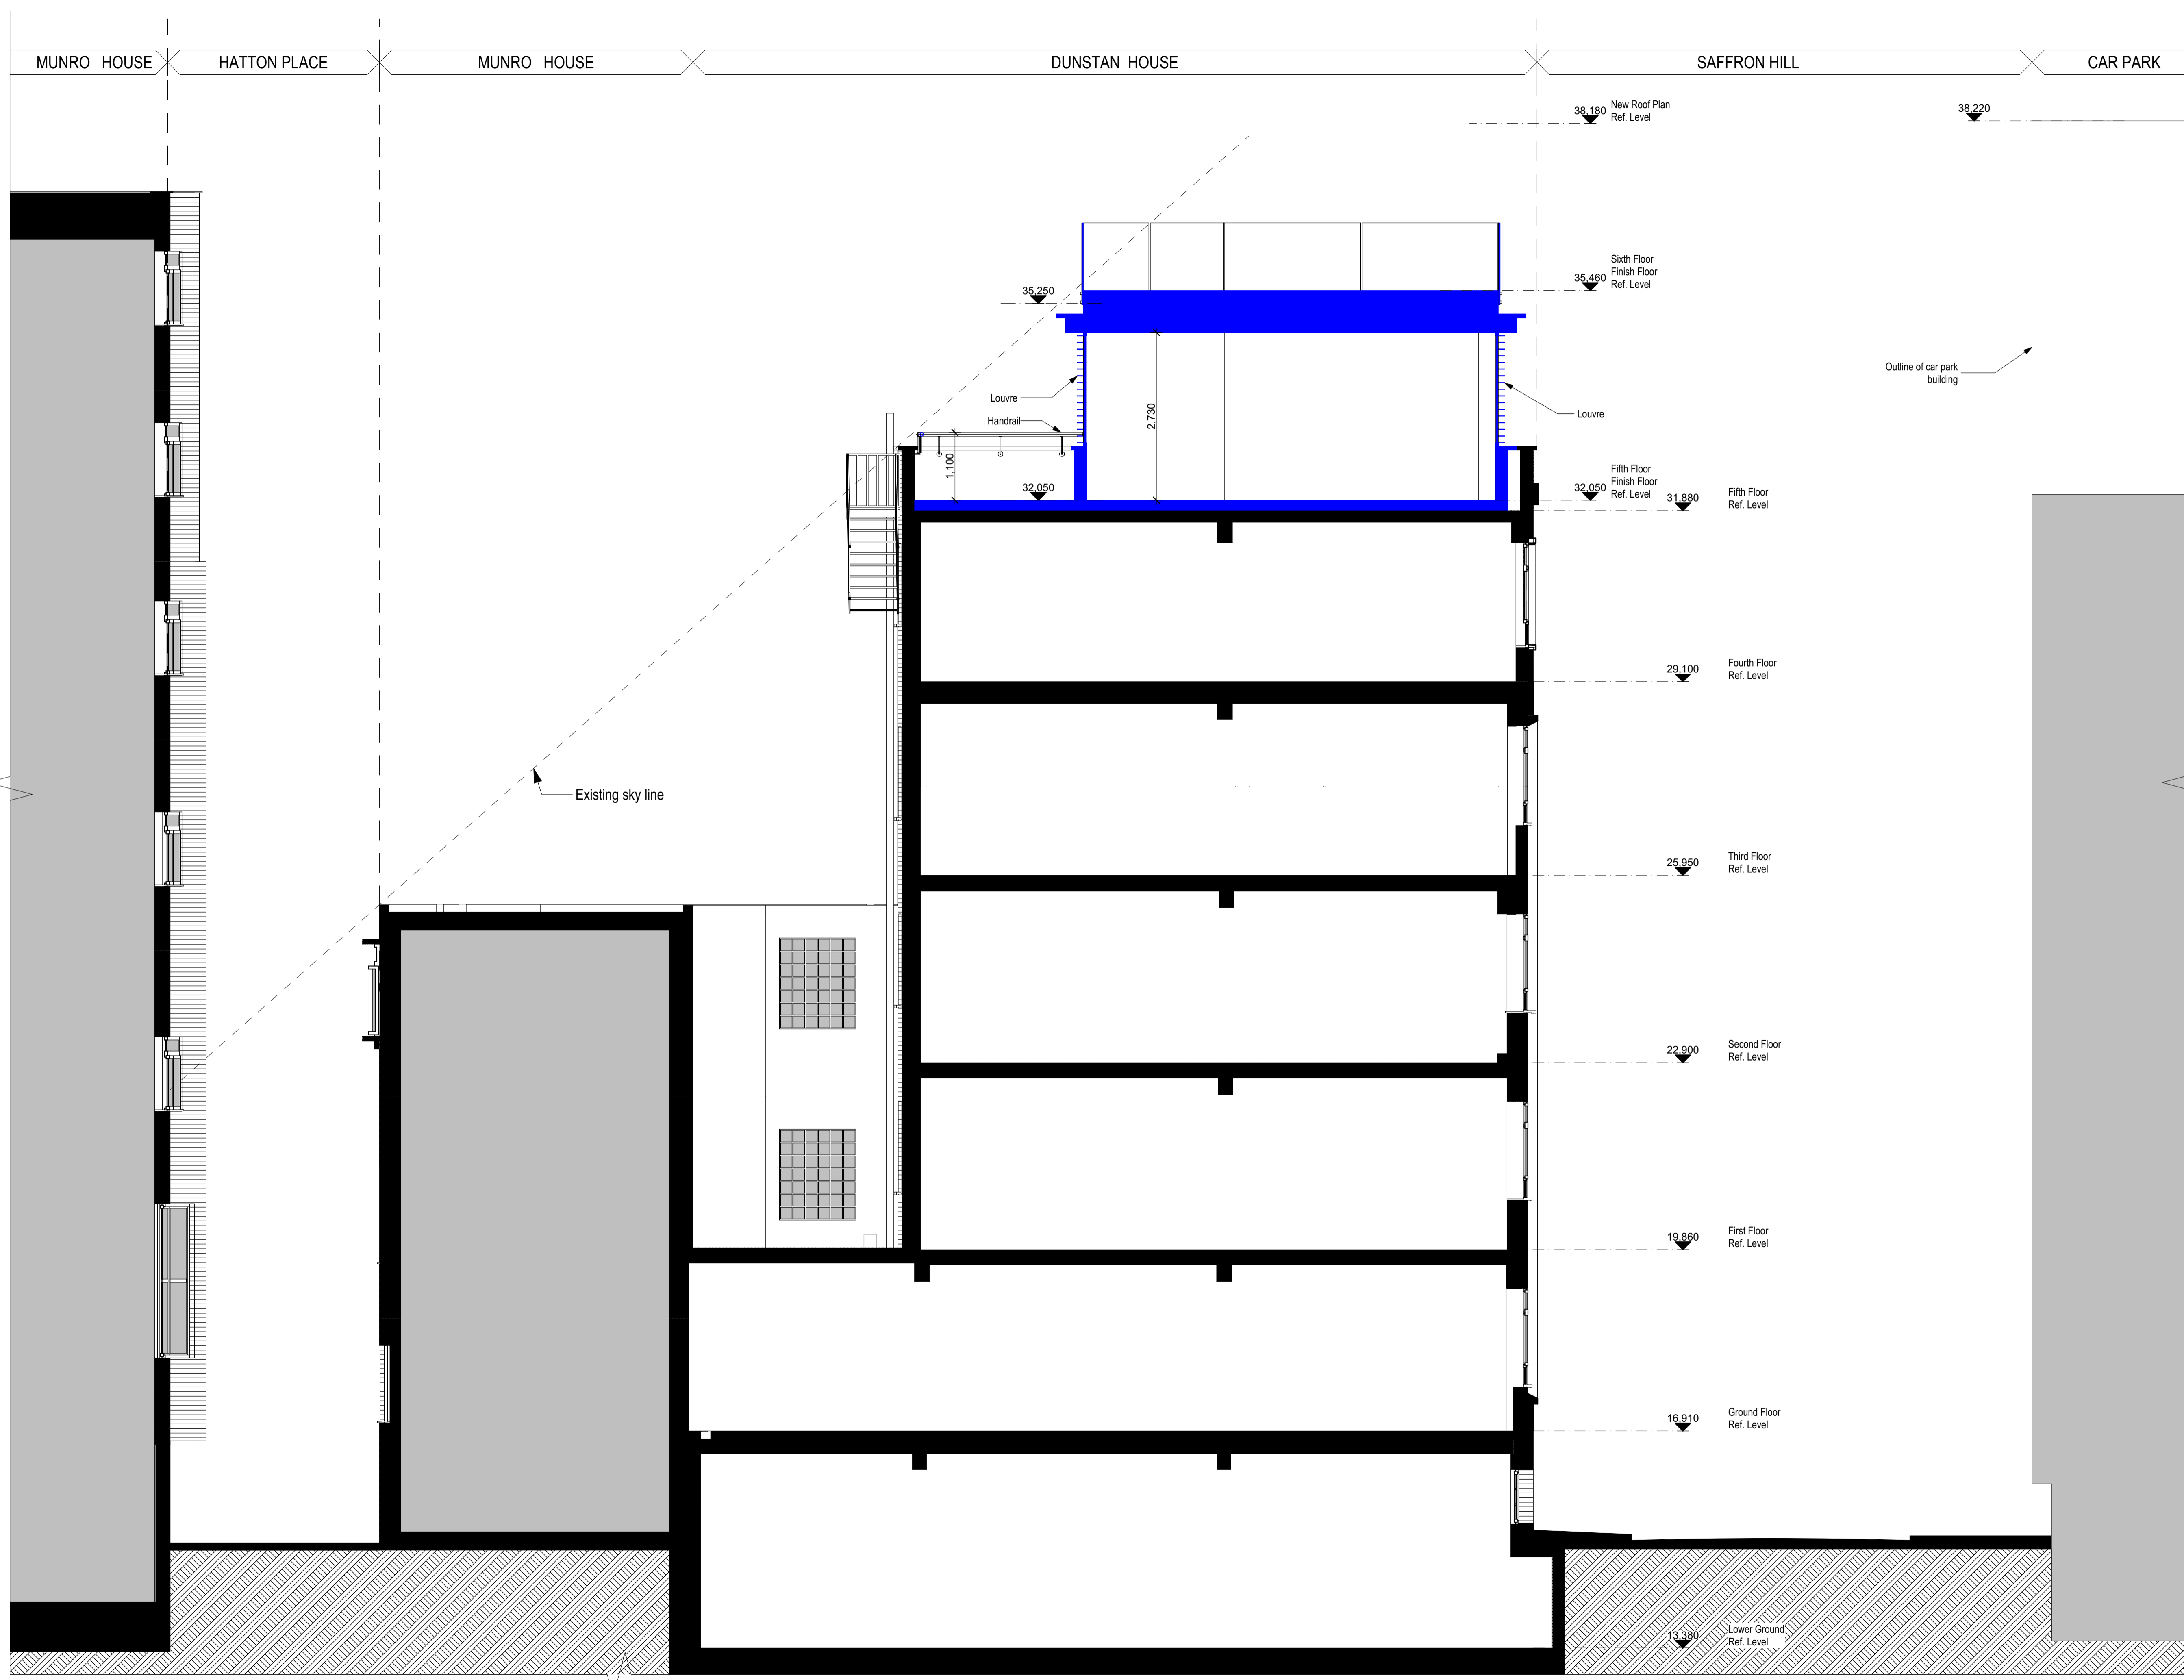 MUNRO HOUSE
HATTON PLACE
MUNRO HOUSE
DUNSTAN HOUSE
SAFFRON HILL
CAR PARK
38,180
New Roof Plan
Ref. Level
38,220
35,250
35,460
Sixth Floor
Finish Floor
Ref. Level
Outline of car park
building
Louvre
Handrail
2,730
Louvre
1,100
32,050
32,050
Fifth Floor
Finish Floor
Ref. Level
31,880
Fifth Floor
Ref. Level
29,100
Fourth Floor
Ref. Level
Existing sky line
25,950
Third Floor
Ref. Level
22,900
Second Floor
Ref. Level
19,860
First Floor
Ref. Level
16,910
Ground Floor
Ref. Level
13,380
Lower Ground
Ref. Level